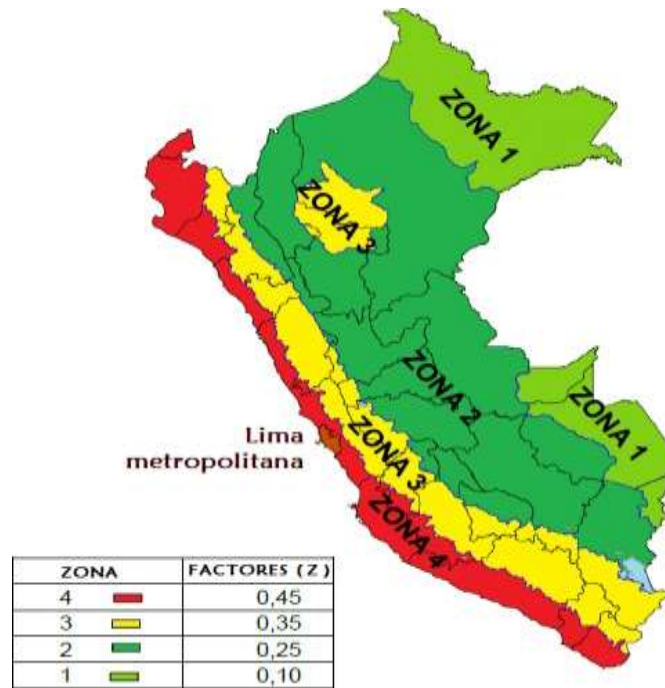 ZONA 1
ZONA 3
ZONA 2
ZONA 1
Lima
metropolitana
ZONA 3
ZONA 4
ZONA FACTORES (Z)
4 0,45
3 0,35
2 0,25
1 0,10